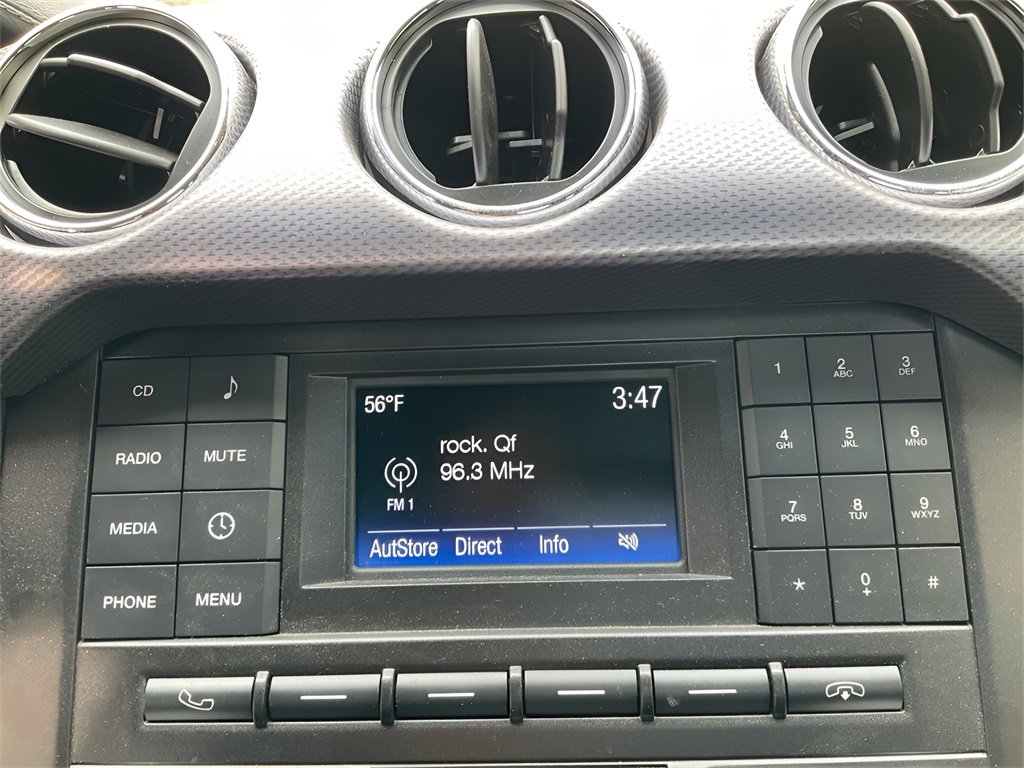 CD
RADIO
MUTE
MEDIA
PHONE
MENU
56°F
3:47
rock. Qf
96.3 MHz
FM 1
AutStore Direct Info
1
2
ABC
3
DEF
4
GHI
5
JKL
6
MNO
7
PQRS
8
TUV
9
WXYZ
*
0
+
#